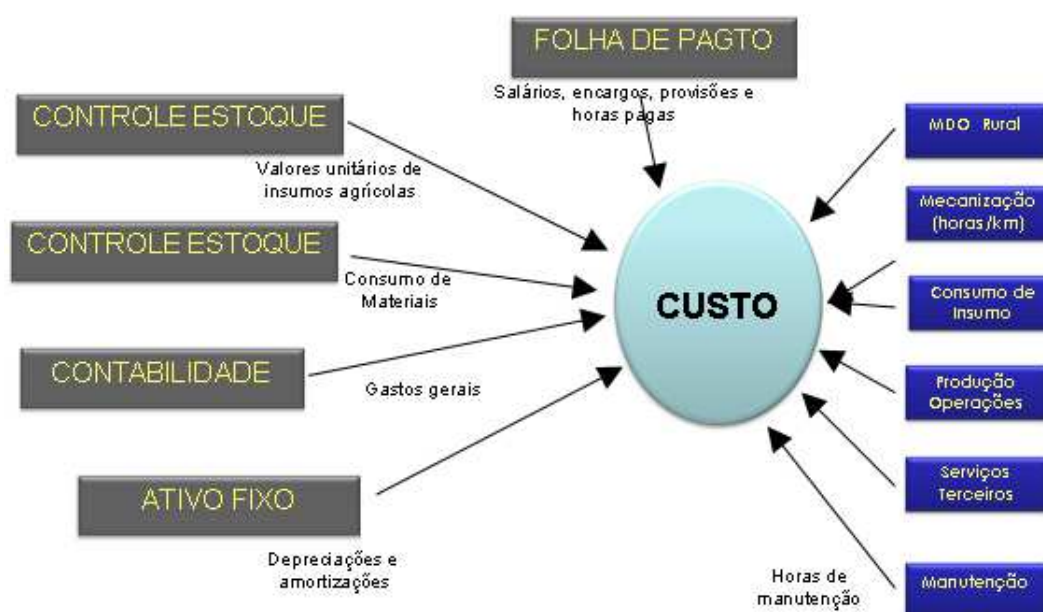 FOLHA DE PAGTO
Salários, encargos, provisões e
horas pagas
CONTROLE ESTOQUE
Valores unitários de
insumos agrícolas
CONTROLE ESTOQUE
Consumo de
Materiais
CONTABILIDADE
Gastos gerais
ATIVO FIXO
Depreciações e
amortizações
CUSTO
MDO Rural
Mecanização
(horas/km)
Consumo de
Insumo
Produção
Operações
Serviços
Terceiros
Manutenção
Horas de
manutenção